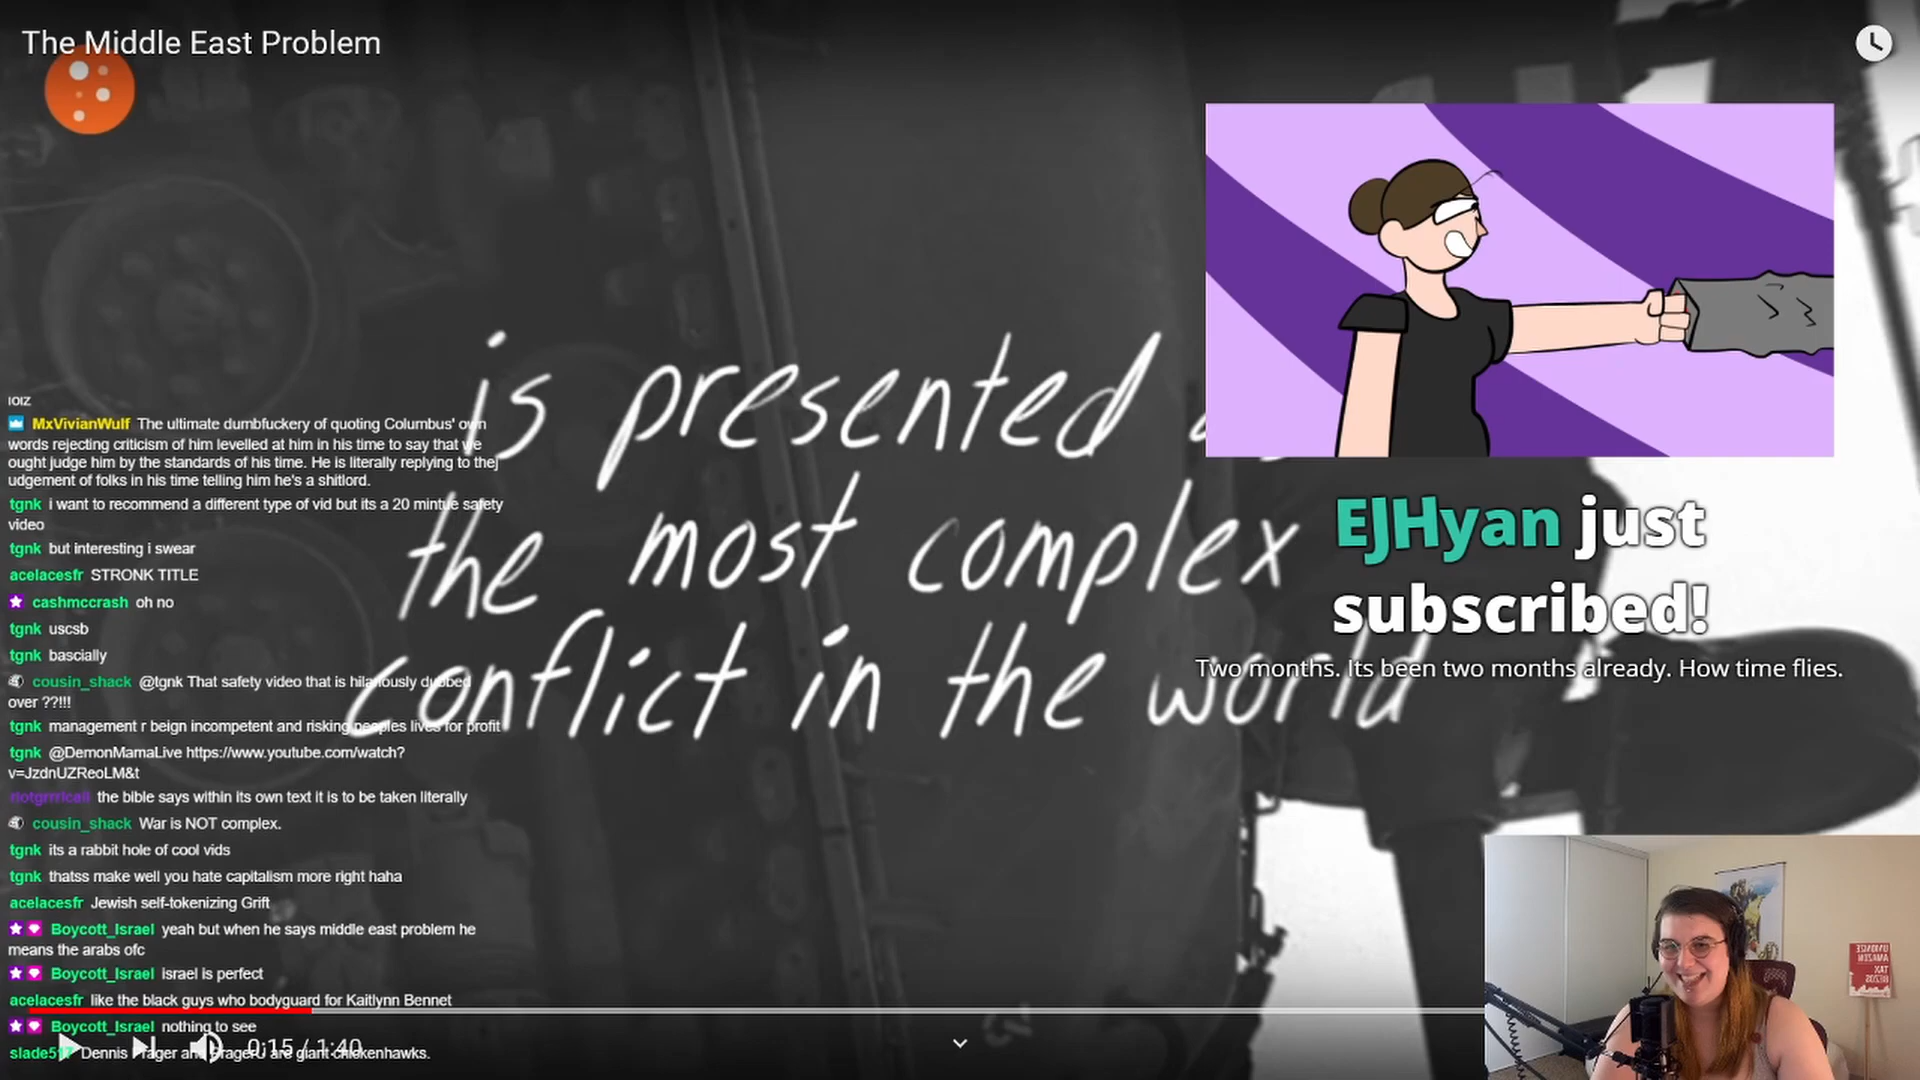 The Middle East Problem
is presented
the most complex
conflict in the world
EJHyan just
subscribed!
Two months. Its been two months already. How time flies.
lolz
MxVivianWulf The ultimate dumbfuckery of quoting Columbus' own
words rejecting criticism of him levelled at him in his time to say that we
ought judge him by the standards of his time. He is literally replying to thej
udgement of folks in his time telling him he's a shitlord.
tgnk i want to recommend a different type of vid but its a 20 mintue safety
video
tgnk but interesting i swear
acelacesfr STRONK TITLE
cashmccrash oh no
tgnk uscsb
tgnk bascially
cousin_shack @tgnk That safety video that is hilariously dubbed
over ??!!!
tgnk management r beign incompetent and risking peoples lives for profit
tgnk @DemonMamaLive https://www.youtube.com/watch?
v=JzdnUZReoLM&t
the bible says within its own text it is to be taken literally
cousin_shack War is NOT complex.
tgnk its a rabbit hole of cool vids
tgnk thatss make well you hate capitalism more right haha
acelacesfr Jewish self-tokenizing Grift
Boycott_Israel yeah but when he says middle east problem he
means the arabs ofc
Boycott_Israel israel is perfect
acelacesfr like the black guys who bodyguard for Kaitlynn Bennet
Boycott_Israel nothing to see
slade517 Dennis Prager and PragerU are giant chickenhawks.
0:15 / 1:40
UNIONIZE
AMAZON
TAX
BEZOS